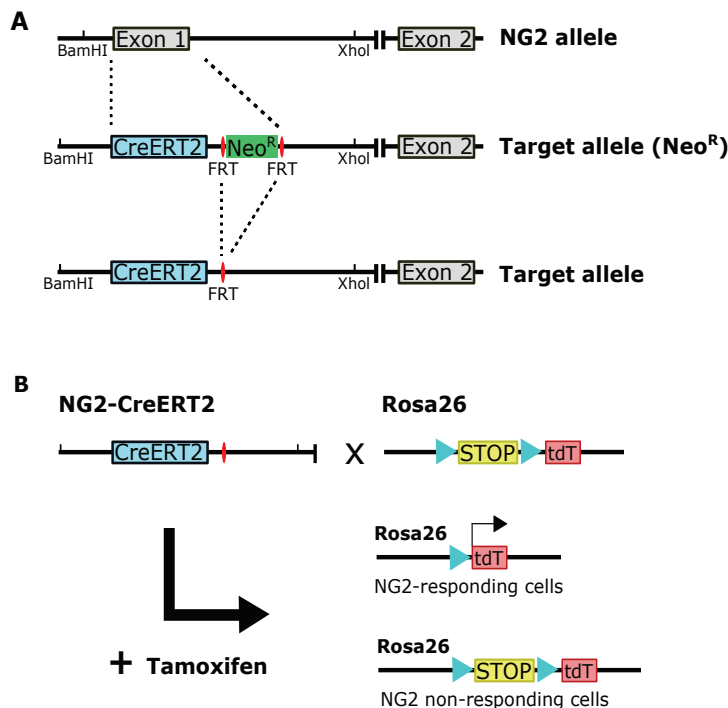 A
Exon 1
Exon 2
NG2 allele
BamHI
XhoI
CreERT2
Neo^R
Exon 2
Target allele (Neo^R)
BamHI
FRT
FRT
XhoI
CreERT2
Exon 2
Target allele
BamHI
FRT
XhoI
B
NG2-CreERT2
Rosa26
CreERT2
X
STOP
tdT
Rosa26
tdT
NG2-responding cells
+ Tamoxifen
Rosa26
STOP
tdT
NG2 non-responding cells